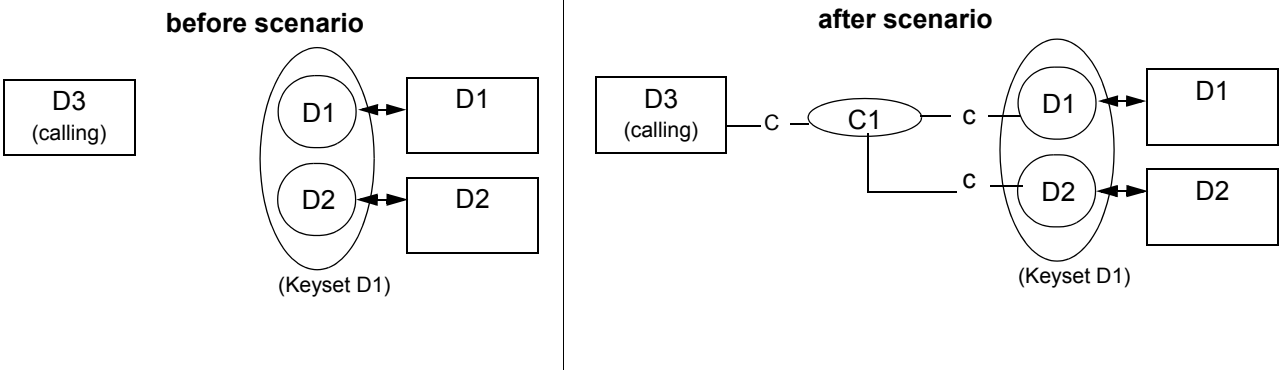 before scenario
D3
(calling)
D1
D1
D2
D2
(Keyset D1)
after scenario
D3
(calling)
C
C1
c
D1
D1
c
D2
D2
(Keyset D1)